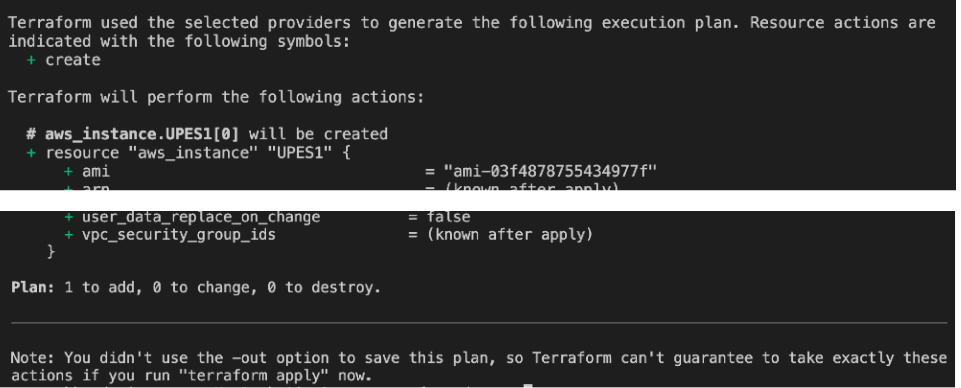 Terraform used the selected providers to generate the following execution plan. Resource actions are
indicated with the following symbols:
+ create
Terraform will perform the following actions:
# aws_instance.UPES1[0] will be created
+ resource "aws_instance" "UPES1" {
+ ami = "ami-03f4878755434977f"
+ arn = (known after apply)
+ user_data_replace_on_change = false
+ vpc_security_group_ids = (known after apply)
}
Plan: 1 to add, 0 to change, 0 to destroy.
Note: You didn't use the -out option to save this plan, so Terraform can't guarantee to take exactly these
actions if you run "terraform apply" now.